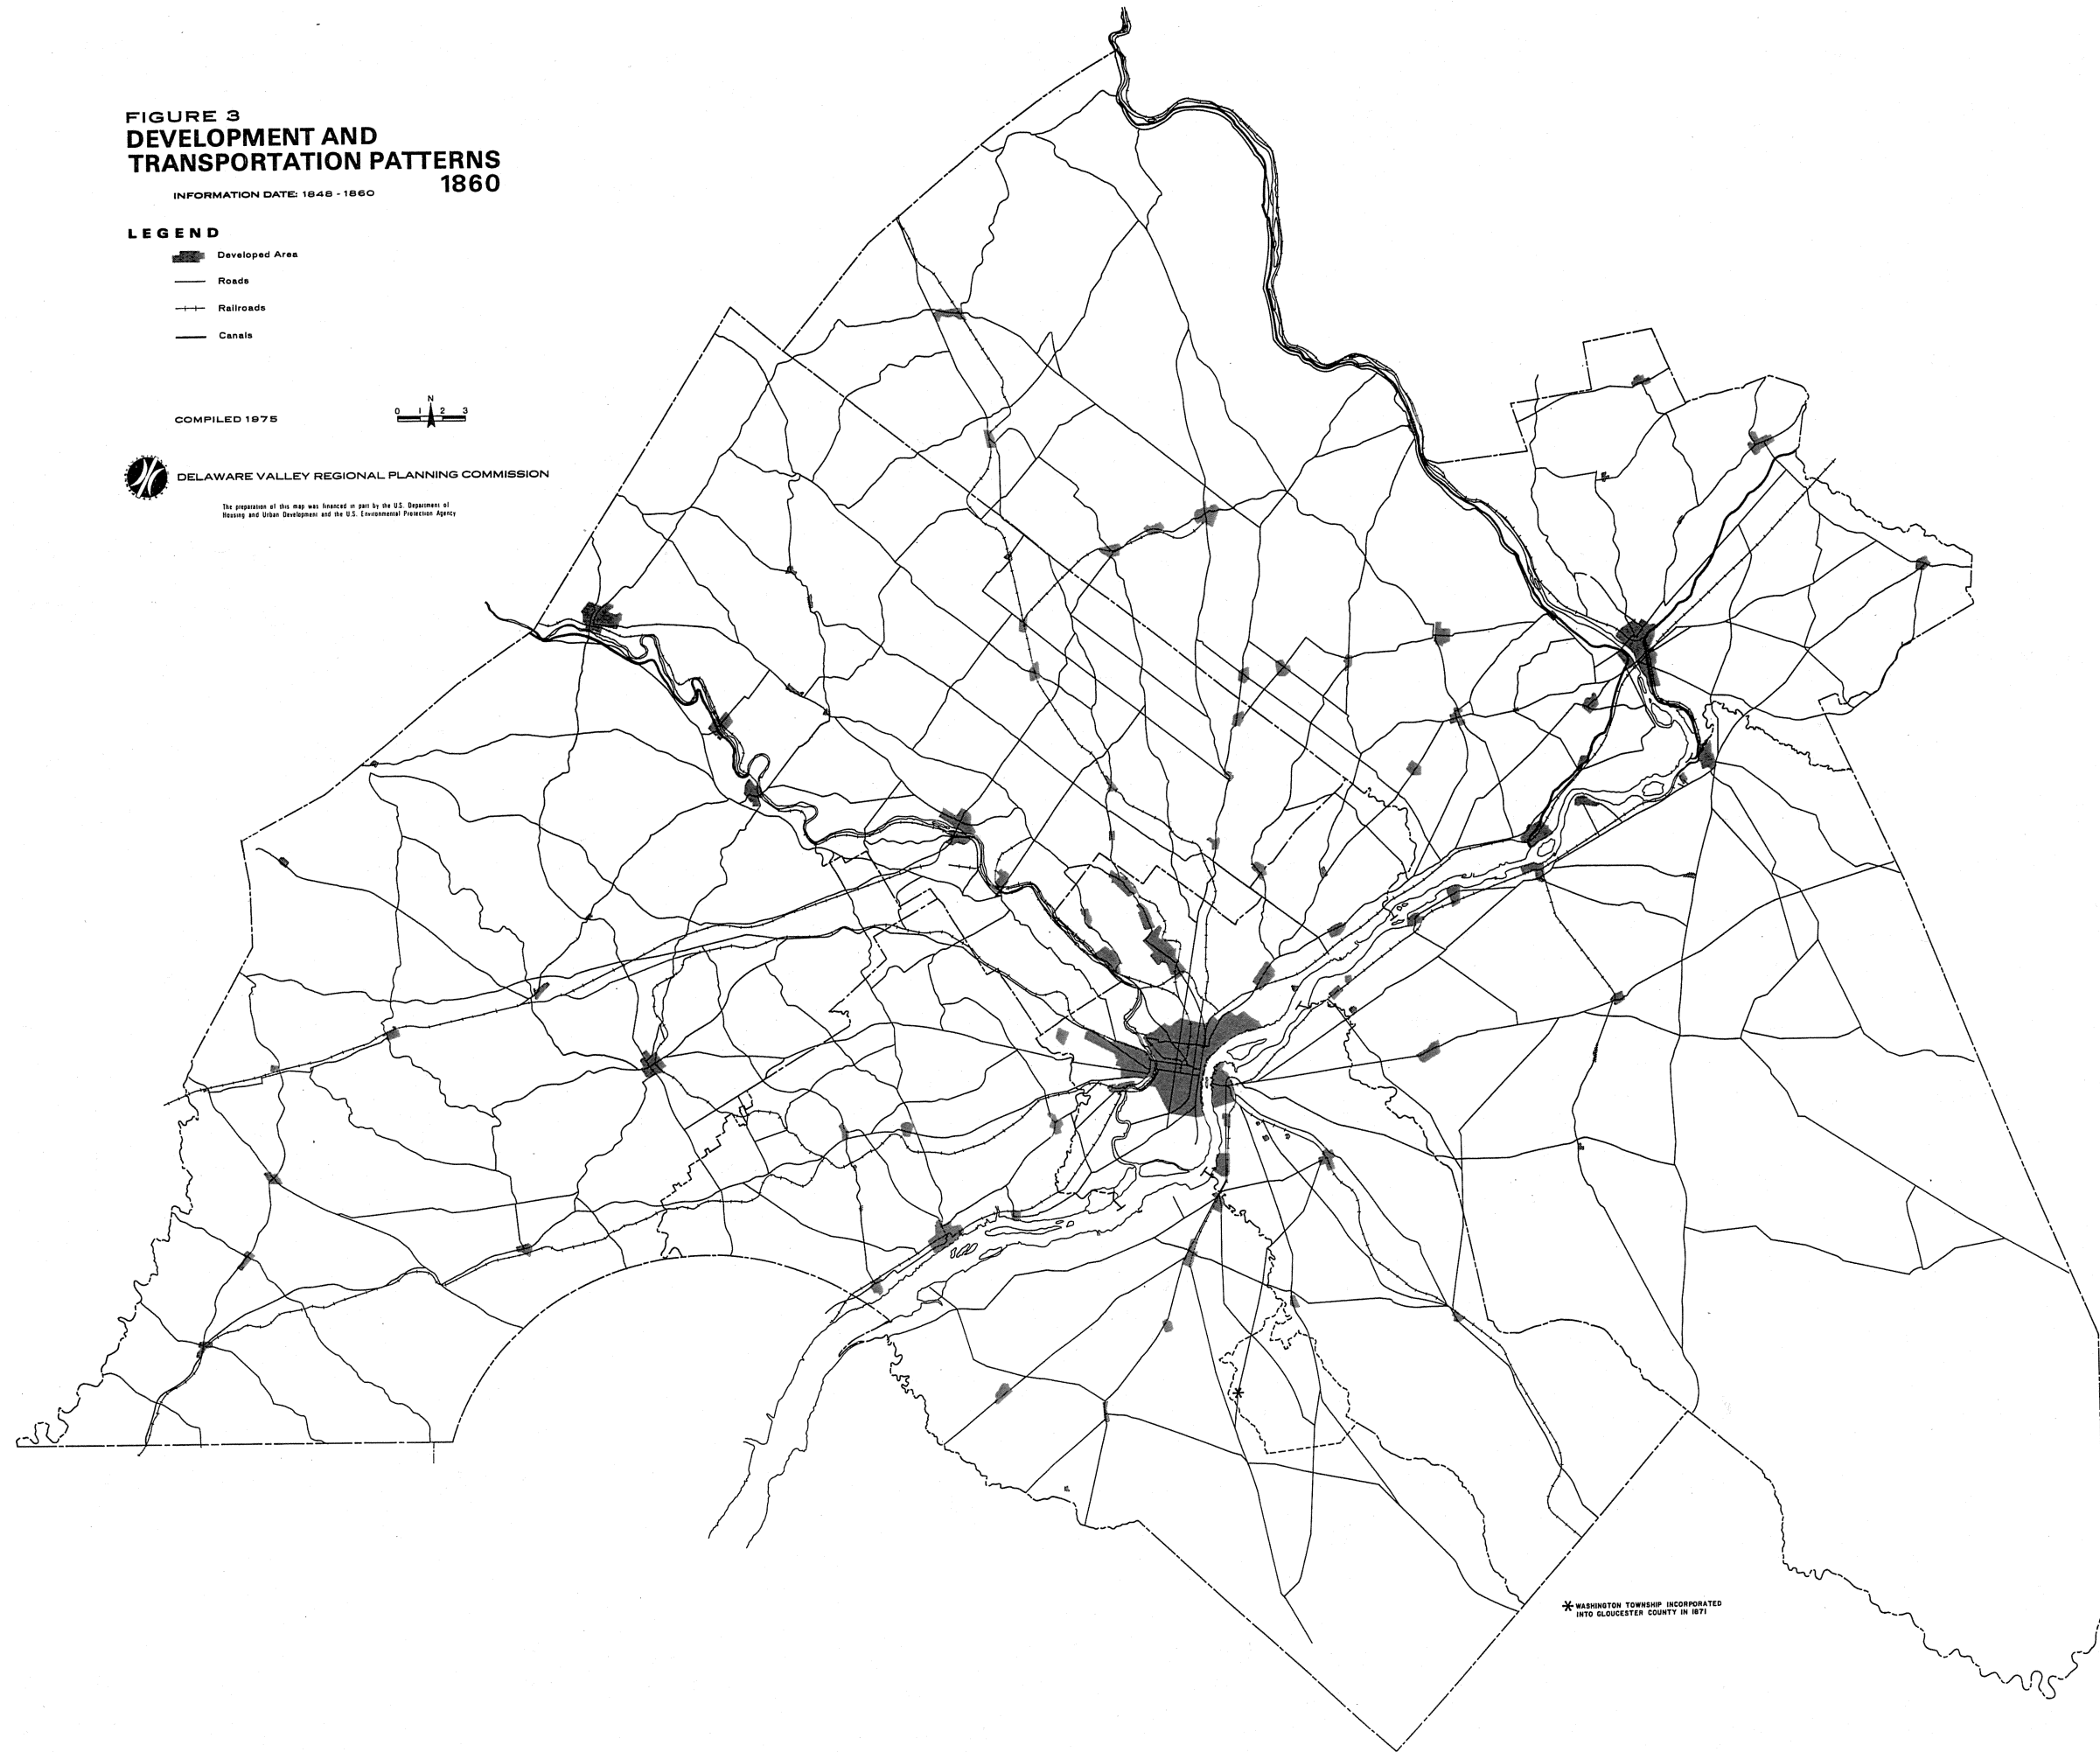 FIGURE 3
DEVELOPMENT AND
TRANSPORTATION PATTERNS
1860
INFORMATION DATE: 1848 - 1860
LEGEND
Developed Area
Roads
Railroads
Canals
COMPILED 1975
N
0 1 2 3
DELAWARE VALLEY REGIONAL PLANNING COMMISSION
The preparation of this map was financed in part by the U.S. Department of
Housing and Urban Development and the U.S. Environmental Protection Agency
* WASHINGTON TOWNSHIP INCORPORATED
INTO GLOUCESTER COUNTY IN 1871